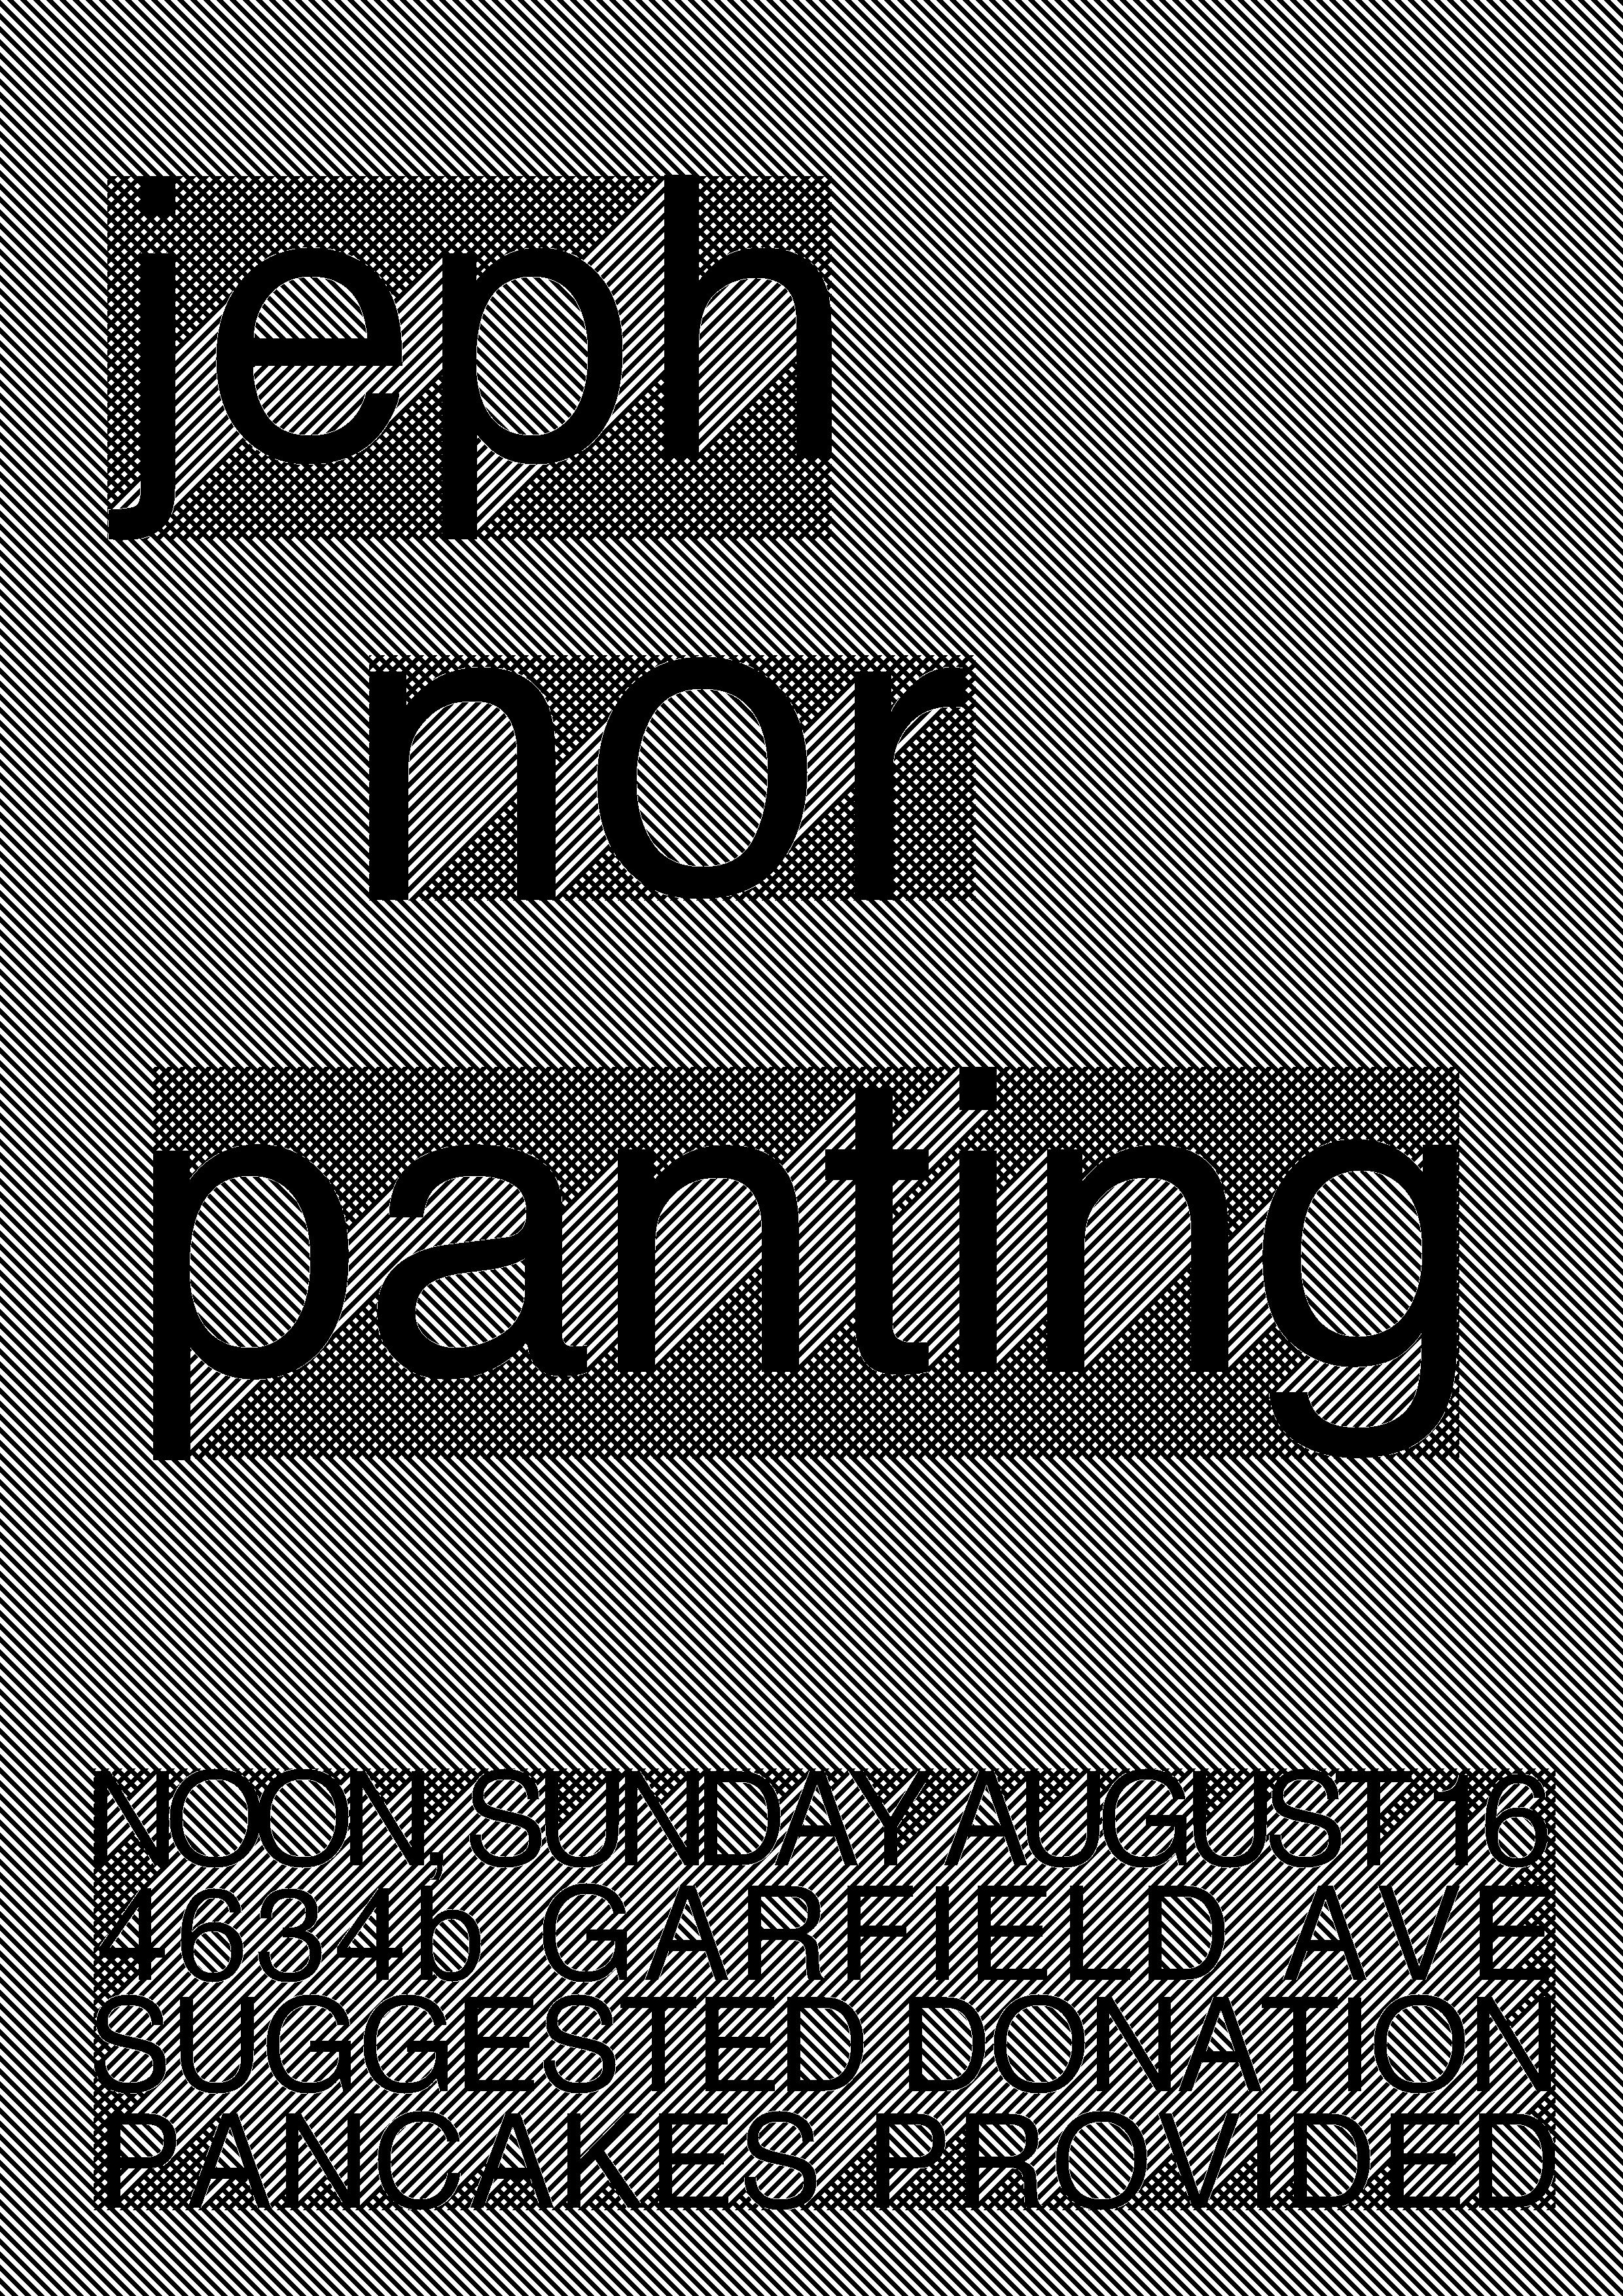 jeph
nor
panting
NOON, SUNDAY AUGUST 16
4634b GARFIELD AVE
SUGGESTED DONATION
PANCAKES PROVIDED